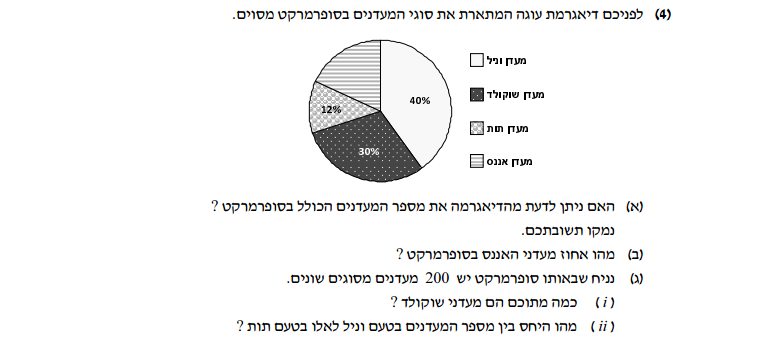 (4) לפניכם דיאגרמת עוגה המתארת את סוגי המעדנים בסופרמרקט מסוים.
מעדן וניל
40%
מעדן שוקולד
12%
מעדן תות
30%
מעדן אננס
(א) האם ניתן לדעת מהדיאגרמה את מספר המעדנים הכולל בסופרמרקט ?
נמקו תשובתכם.
(ב) מהו אחוז מעדני האננס בסופרמרקט ?
(ג) נניח שבאותו סופרמרקט יש 200 מעדנים מסוגים שונים.
(i) כמה מתוכם הם מעדני שוקולד ?
(ii) מהו היחס בין מספר המעדנים בטעם וניל לאלו בטעם תות ?